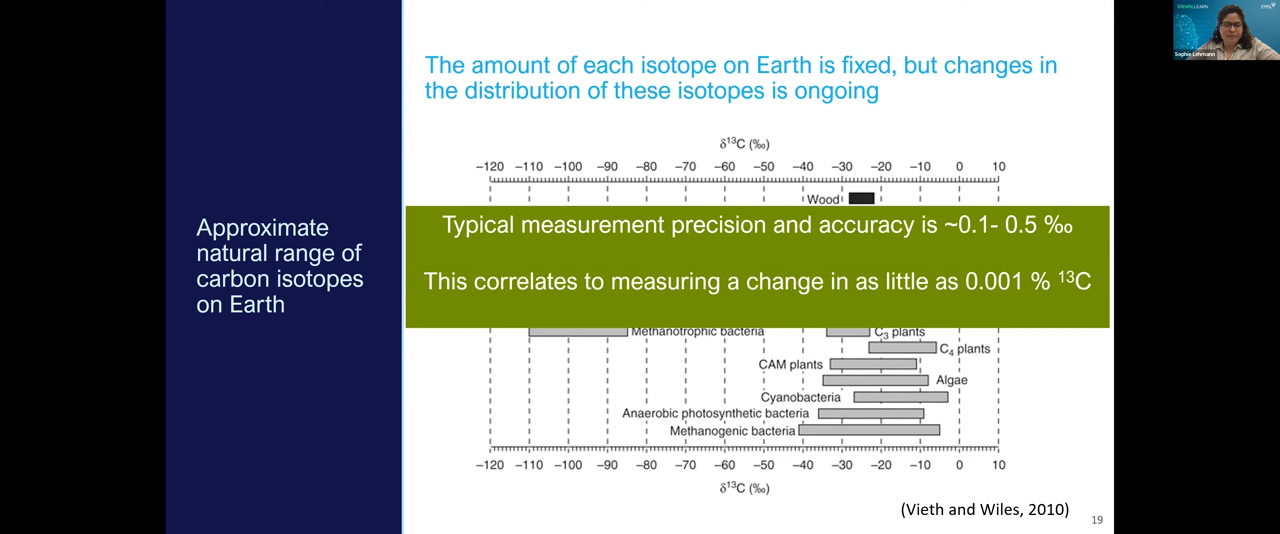 EMSLLEARN
EMSL
Sophie Lehmann
The amount of each isotope on Earth is fixed, but changes in
the distribution of these isotopes is ongoing
Approximate
natural range of
carbon isotopes
on Earth
δ¹³C (‰)
−120 −110 −100 −90 −80 −70 −60 −50 −40 −30 −20 −10 0 10
Wood
Typical measurement precision and accuracy is ~0.1- 0.5 ‰
This correlates to measuring a change in as little as 0.001 % ¹³C
Methanotrophic bacteria
C₃ plants
C₄ plants
CAM plants
Algae
Cyanobacteria
Anaerobic photosynthetic bacteria
Methanogenic bacteria
−120 −110 −100 −90 −80 −70 −60 −50 −40 −30 −20 −10 0 10
δ¹³C (‰)
(Vieth and Wiles, 2010)
19